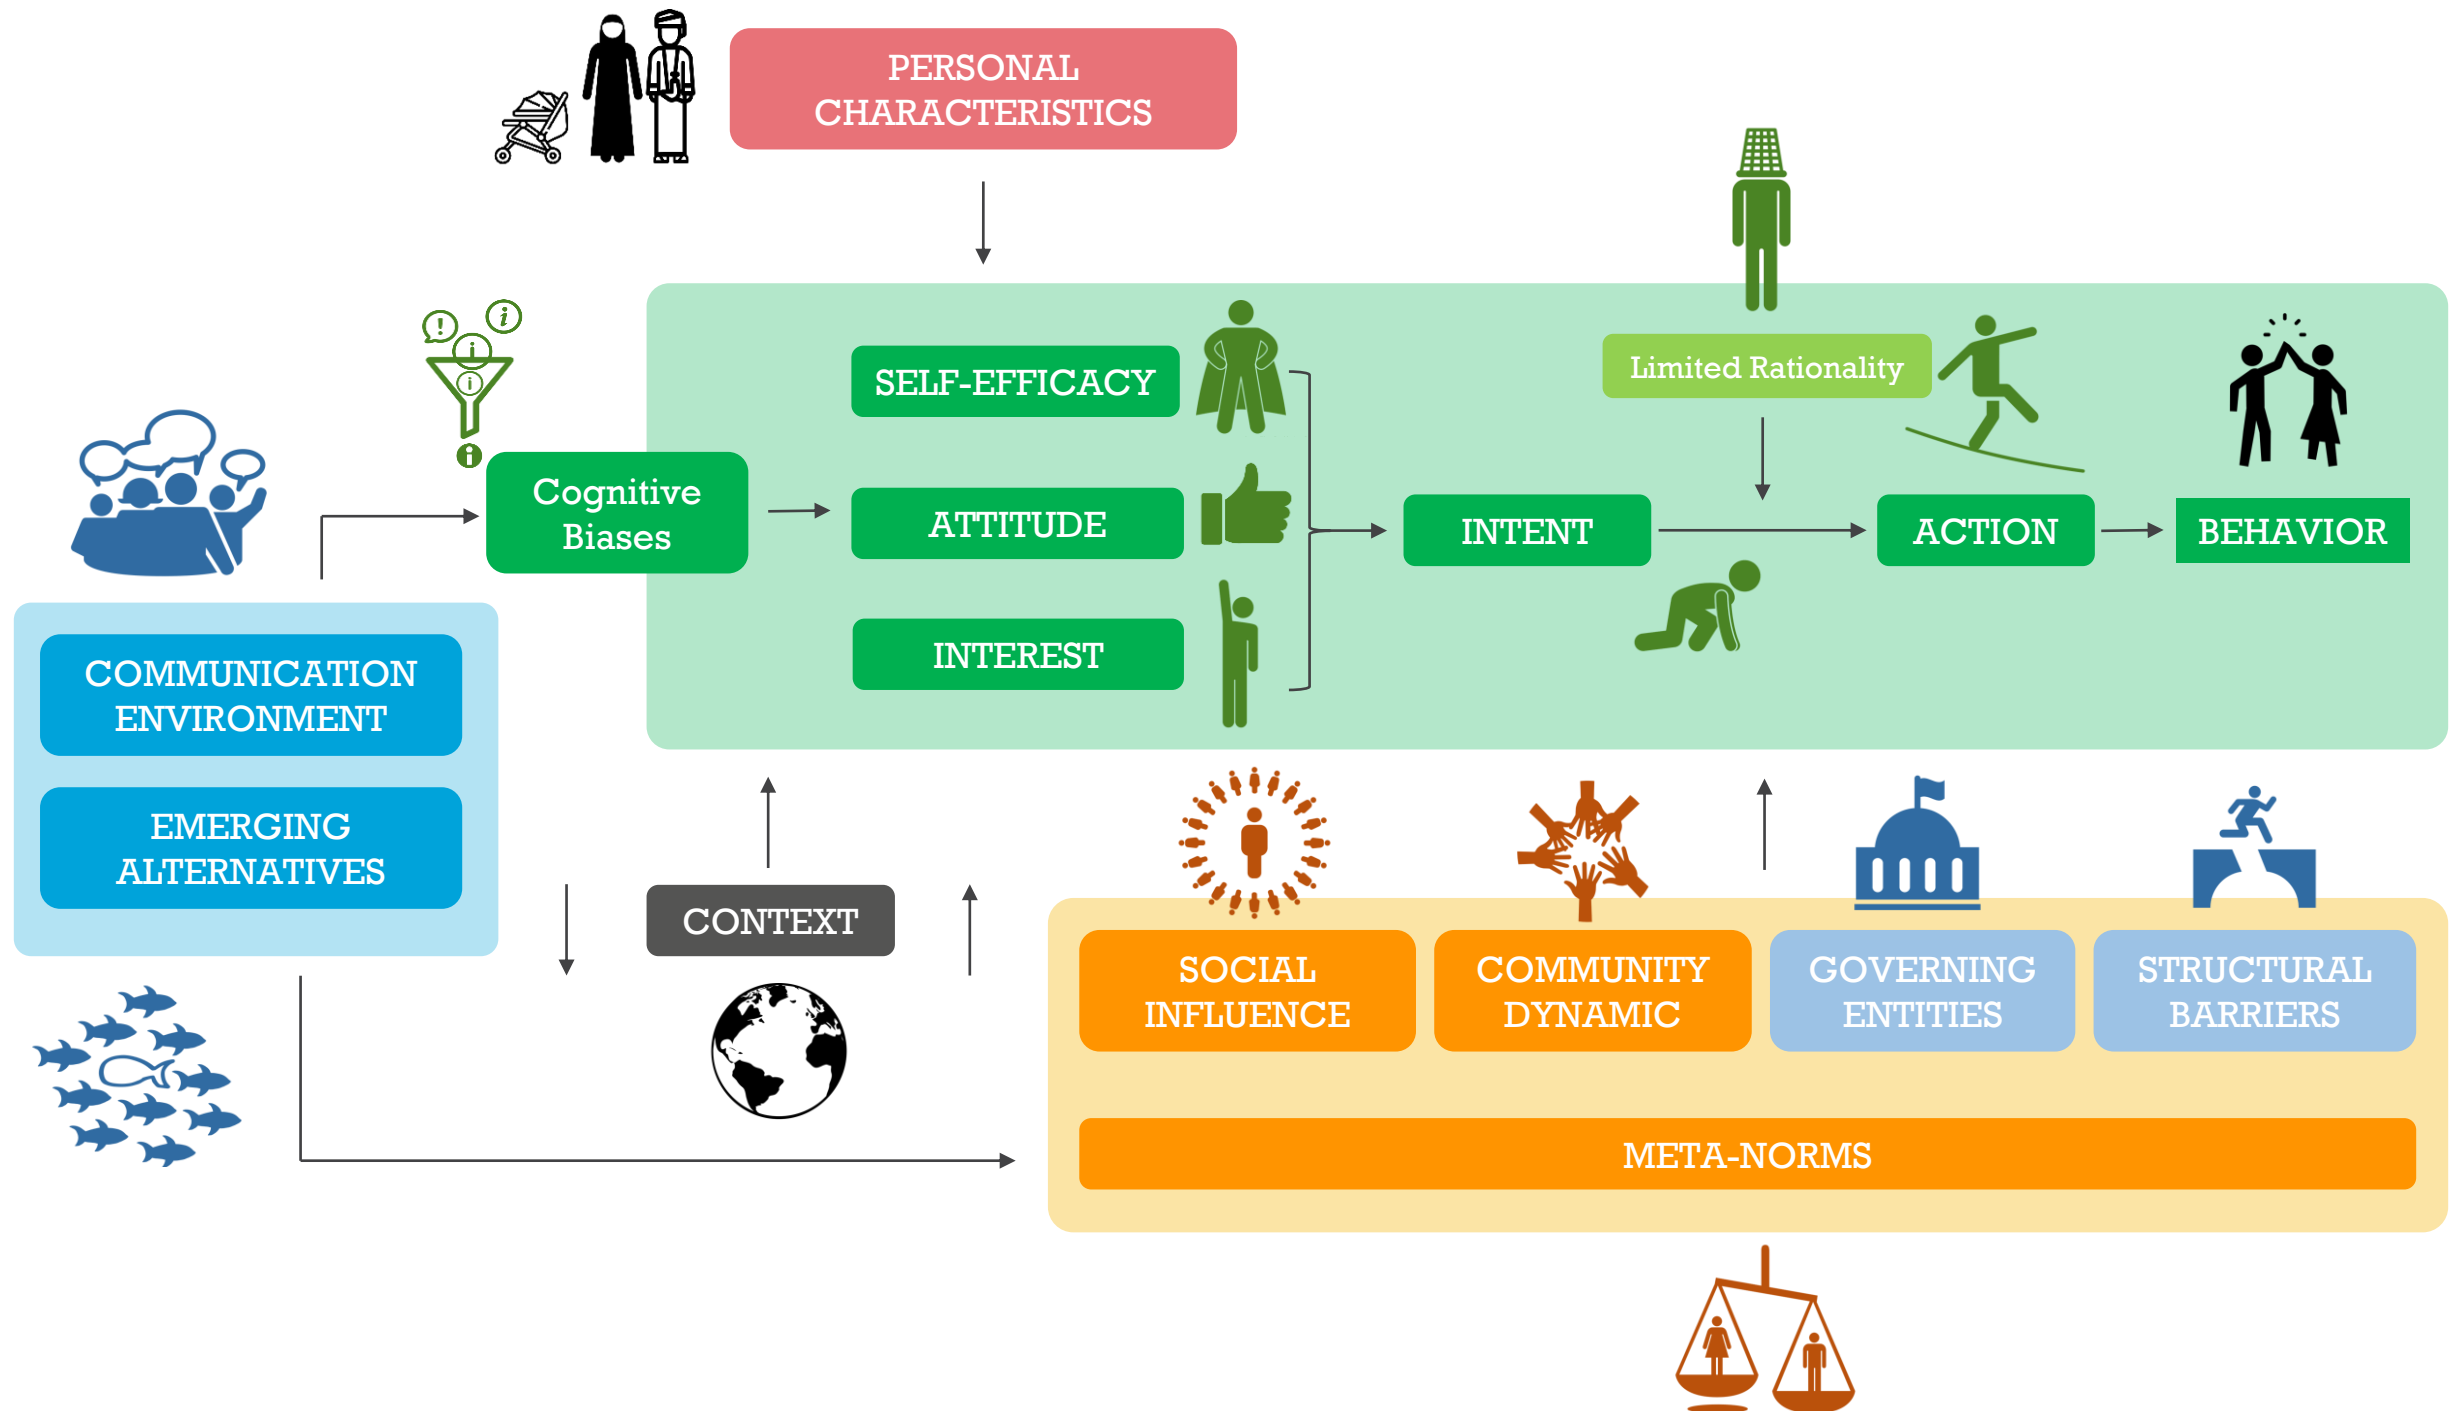 PERSONAL
CHARACTERISTICS
Limited Rationality
SELF-EFFICACY
Cognitive
Biases
ATTITUDE
INTENT
ACTION
BEHAVIOR
INTEREST
COMMUNICATION
ENVIRONMENT
EMERGING
ALTERNATIVES
CONTEXT
SOCIAL
INFLUENCE
COMMUNITY
DYNAMIC
GOVERNING
ENTITIES
STRUCTURAL
BARRIERS
META-NORMS